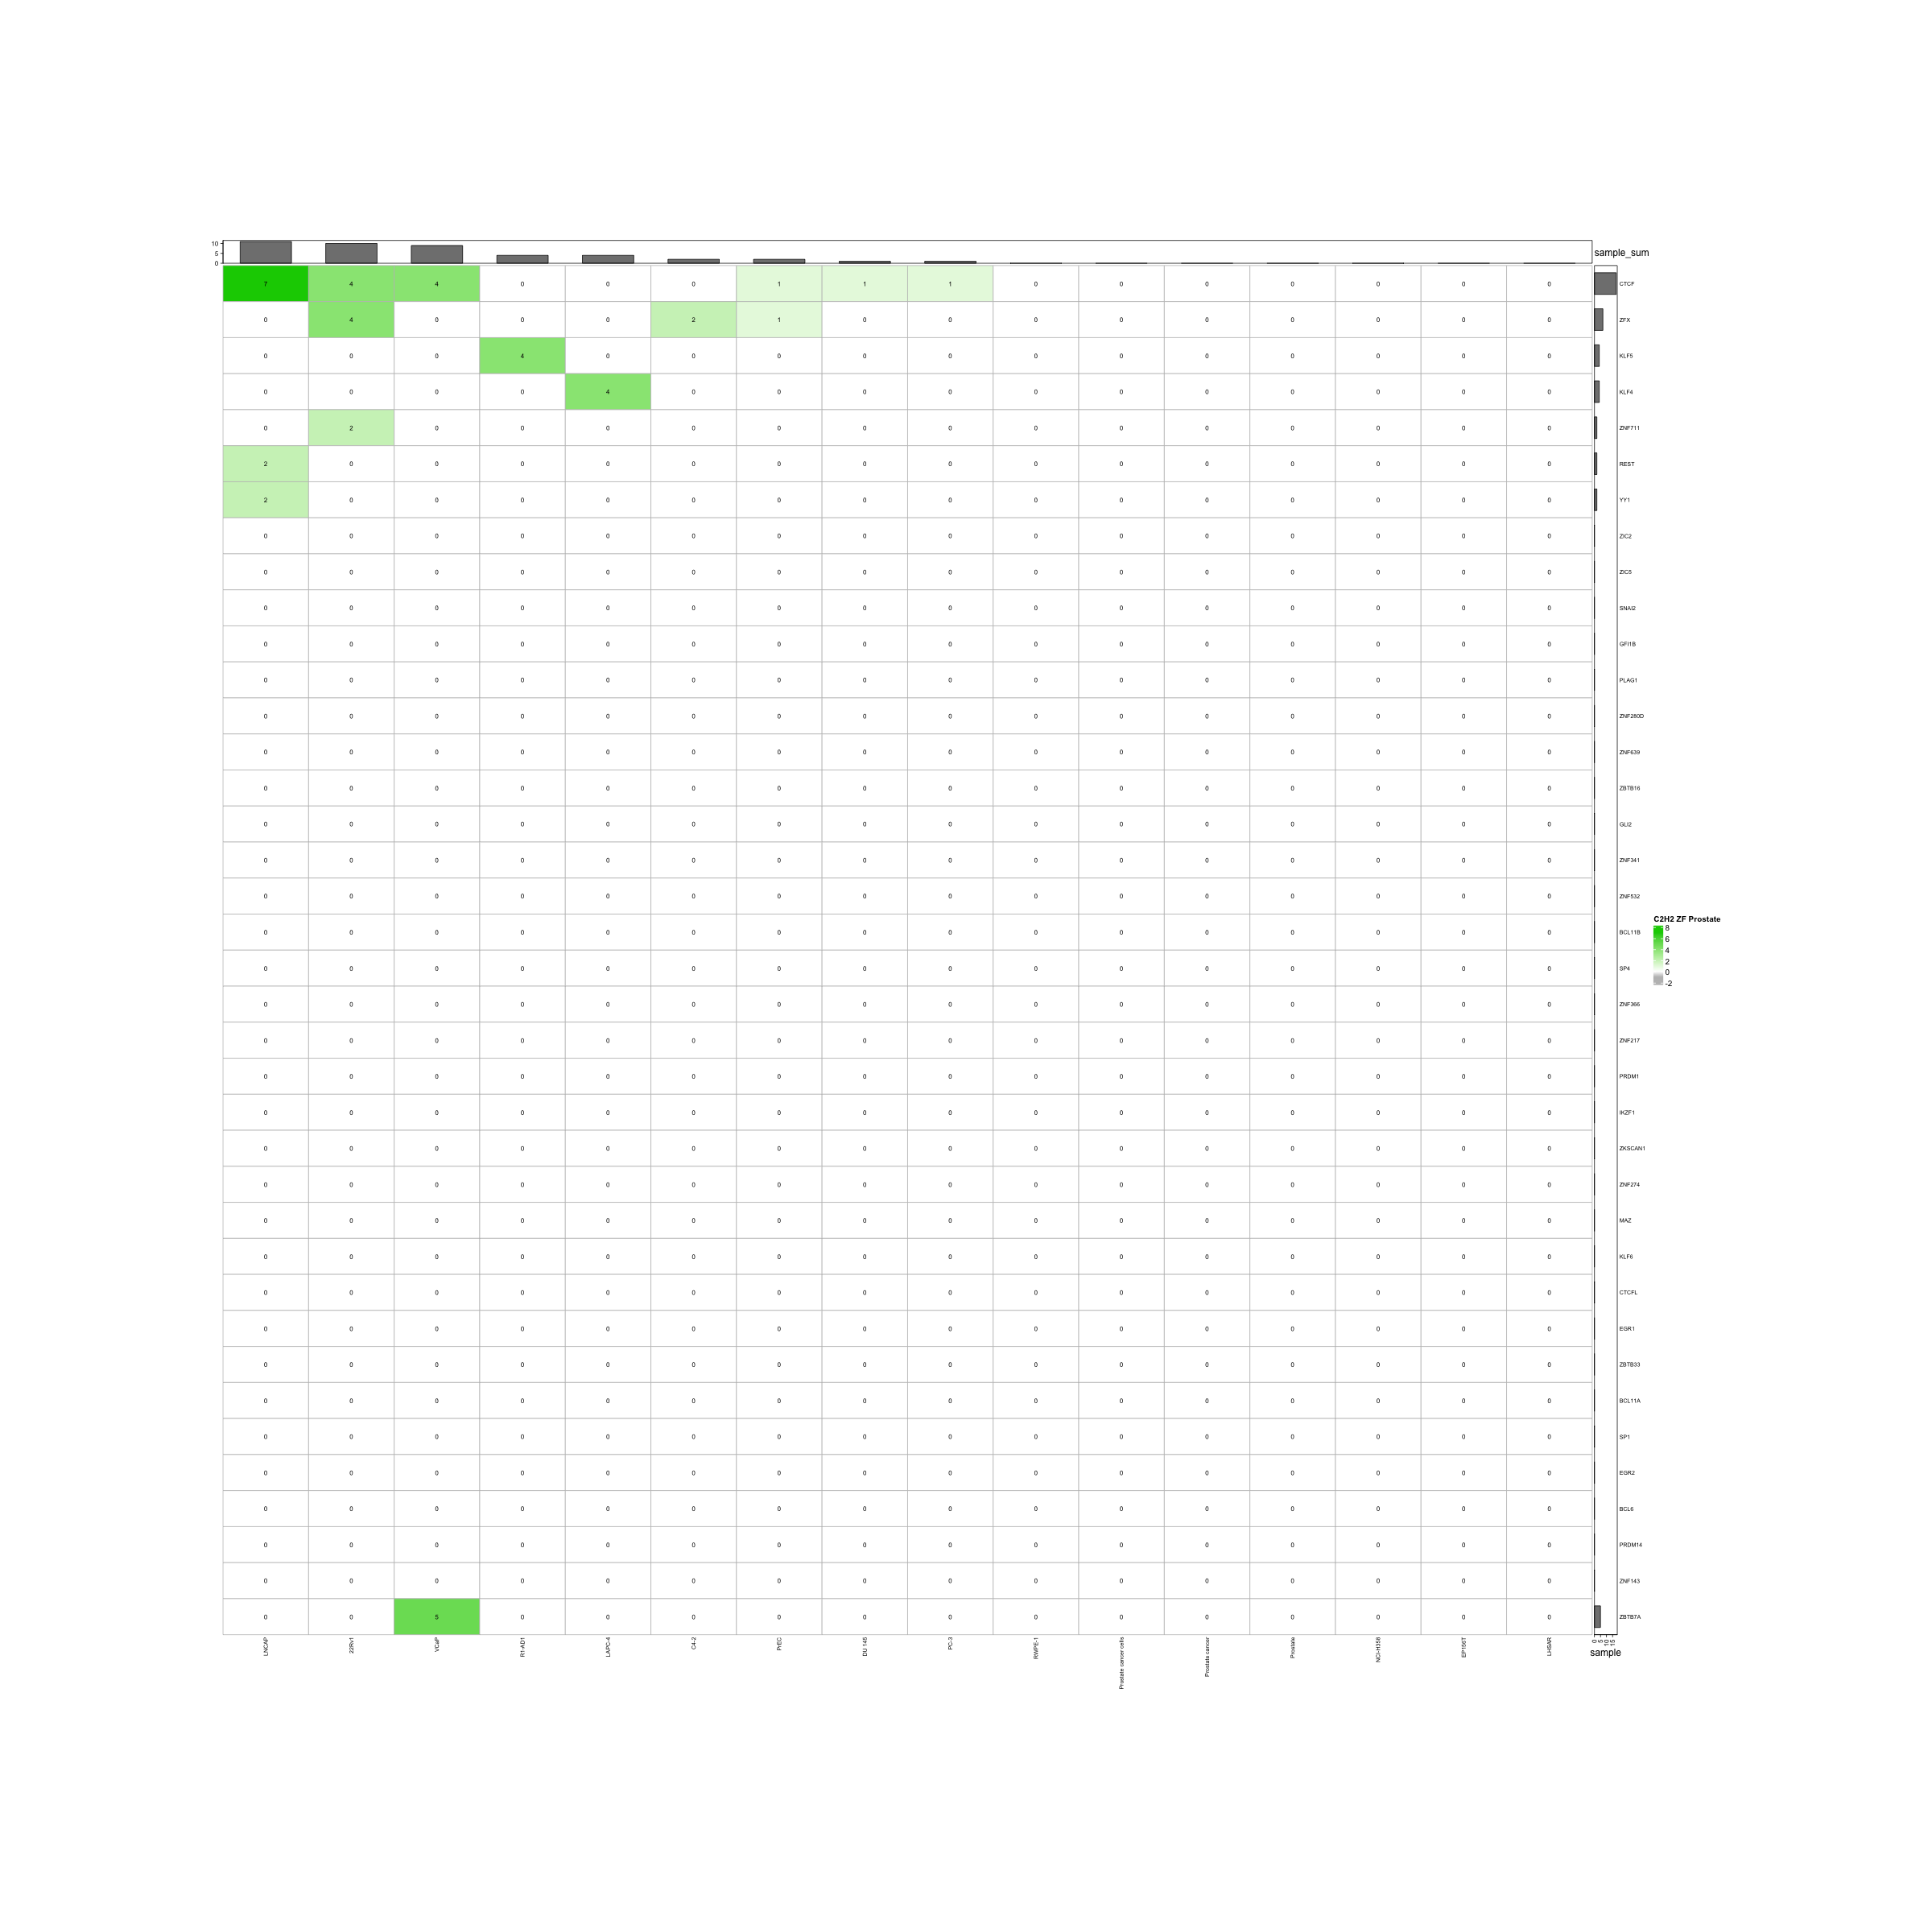 10
5
0
sample_sum
7 4 4 0 0 0 1 1 1 0 0 0 0 0 0 0 CTCF
0 4 0 0 0 2 1 0 0 0 0 0 0 0 0 0 ZFX
0 0 0 4 0 0 0 0 0 0 0 0 0 0 0 0 KLF5
0 0 0 0 4 0 0 0 0 0 0 0 0 0 0 0 KLF4
0 2 0 0 0 0 0 0 0 0 0 0 0 0 0 0 ZNF711
2 0 0 0 0 0 0 0 0 0 0 0 0 0 0 0 REST
2 0 0 0 0 0 0 0 0 0 0 0 0 0 0 0 YY1
0 0 0 0 0 0 0 0 0 0 0 0 0 0 0 0 ZIC2
0 0 0 0 0 0 0 0 0 0 0 0 0 0 0 0 ZIC5
0 0 0 0 0 0 0 0 0 0 0 0 0 0 0 0 SNAI2
0 0 0 0 0 0 0 0 0 0 0 0 0 0 0 0 GFI1B
0 0 0 0 0 0 0 0 0 0 0 0 0 0 0 0 PLAG1
0 0 0 0 0 0 0 0 0 0 0 0 0 0 0 0 ZNF280D
0 0 0 0 0 0 0 0 0 0 0 0 0 0 0 0 ZNF639
0 0 0 0 0 0 0 0 0 0 0 0 0 0 0 0 ZBTB16
0 0 0 0 0 0 0 0 0 0 0 0 0 0 0 0 GLI2
0 0 0 0 0 0 0 0 0 0 0 0 0 0 0 0 ZNF341
0 0 0 0 0 0 0 0 0 0 0 0 0 0 0 0 ZNF532
0 0 0 0 0 0 0 0 0 0 0 0 0 0 0 0 BCL11B
0 0 0 0 0 0 0 0 0 0 0 0 0 0 0 0 SP4
0 0 0 0 0 0 0 0 0 0 0 0 0 0 0 0 ZNF366
0 0 0 0 0 0 0 0 0 0 0 0 0 0 0 0 ZNF217
0 0 0 0 0 0 0 0 0 0 0 0 0 0 0 0 PRDM1
0 0 0 0 0 0 0 0 0 0 0 0 0 0 0 0 IKZF1
0 0 0 0 0 0 0 0 0 0 0 0 0 0 0 0 ZKSCAN1
0 0 0 0 0 0 0 0 0 0 0 0 0 0 0 0 ZNF274
0 0 0 0 0 0 0 0 0 0 0 0 0 0 0 0 MAZ
0 0 0 0 0 0 0 0 0 0 0 0 0 0 0 0 KLF6
0 0 0 0 0 0 0 0 0 0 0 0 0 0 0 0 CTCFL
0 0 0 0 0 0 0 0 0 0 0 0 0 0 0 0 EGR1
0 0 0 0 0 0 0 0 0 0 0 0 0 0 0 0 ZBTB33
0 0 0 0 0 0 0 0 0 0 0 0 0 0 0 0 BCL11A
0 0 0 0 0 0 0 0 0 0 0 0 0 0 0 0 SP1
0 0 0 0 0 0 0 0 0 0 0 0 0 0 0 0 EGR2
0 0 0 0 0 0 0 0 0 0 0 0 0 0 0 0 BCL6
0 0 0 0 0 0 0 0 0 0 0 0 0 0 0 0 PRDM14
0 0 0 0 0 0 0 0 0 0 0 0 0 0 0 0 ZNF143
0 0 5 0 0 0 0 0 0 0 0 0 0 0 0 0 ZBTB7A
LNCAP
22Rv1
VCaP
R1-AD1
LAPC-4
C4-2
PrEC
DU 145
PC-3
RWPE-1
Prostate cancer cells
Prostate cancer
Prostate
NCI-H358
EP156T
LHSAR
0 5 10 15
sample
C2H2 ZF Prostate
8
6
4
2
0
-2